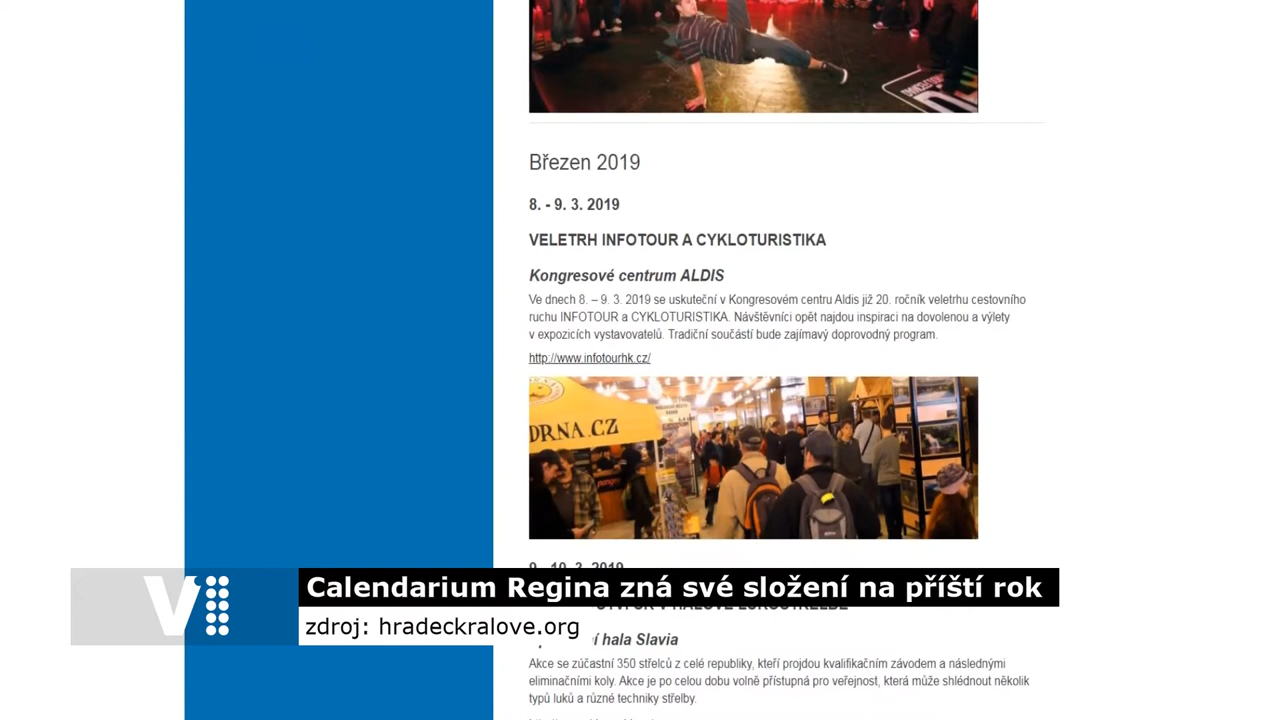 Březen 2019
8. - 9. 3. 2019
VELETRH INFOTOUR A CYKLOTURISTIKA
Kongresové centrum ALDIS
Ve dnech 8. – 9. 3. 2019 se uskuteční v Kongresovém centru Aldis již 20. ročník veletrhu cestovního
ruchu INFOTOUR a CYKLOTURISTIKA. Návštěvníci opět najdou inspiraci na dovolenou a výlety
v expozicích vystavovatelů. Tradiční součástí bude zajímavý doprovodný program.
http://www.infotourhk.cz/
DRNA.CZ
9. - 10. 3. 2019
Calendarium Regina zná své složení na příští rok
zdroj: hradeckralove.org
hala Slavia
Akce se zúčastní 350 střelců z celé republiky, kteří projdou kvalifikačním závodem a následnými
eliminačními koly. Akce je po celou dobu volně přístupná pro veřejnost, která může shlédnout několik
typů luků a různé techniky střelby.